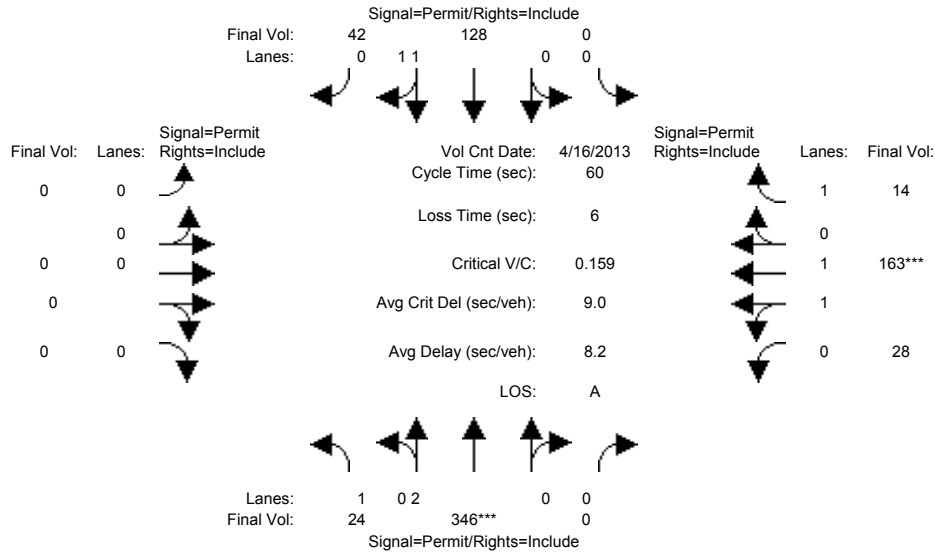 Signal=Permit/Rights=Include
Final Vol: 42 128 0
Lanes: 0 1 1 0 0
Signal=Permit Signal=Permit
Final Vol: Lanes: Rights=Include Vol Cnt Date: 4/16/2013 Rights=Include Lanes: Final Vol:
Cycle Time (sec): 60
0 0 1 14
Loss Time (sec): 6
0 0
0 0 Critical V/C: 0.159 1 163***
0 Avg Crit Del (sec/veh): 9.0 1
0 0 Avg Delay (sec/veh): 8.2 0 28
LOS: A
Lanes: 1 0 2 0 0
Final Vol: 24 346*** 0
Signal=Permit/Rights=Include